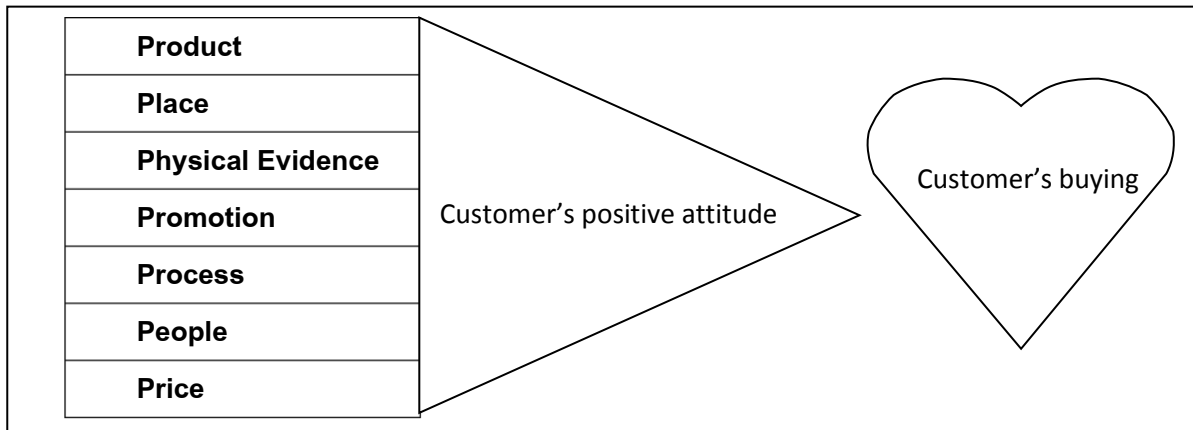 Product
Place
Physical Evidence
Promotion
Process
People
Price
Customer’s positive attitude
Customer’s buying